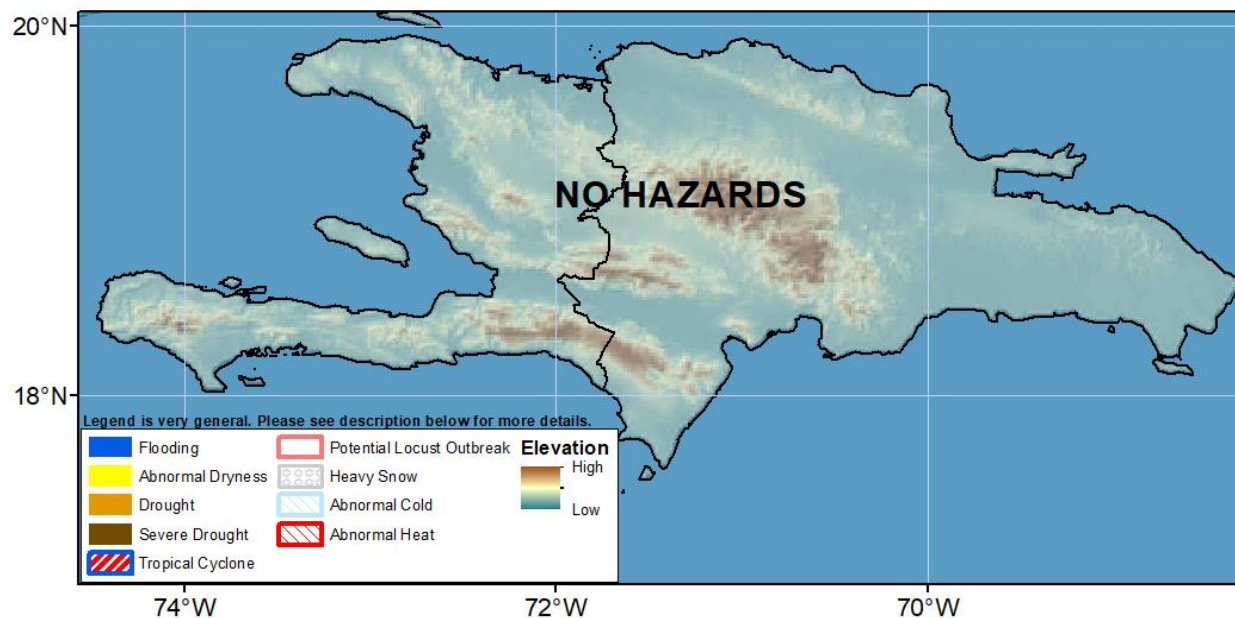 20°N
NO HAZARDS
18°N
Legend is very general. Please see description below for more details.
Flooding
Potential Locust Outbreak
Elevation
Abnormal Dryness
Heavy Snow
High
Drought
Abnormal Cold
Low
Severe Drought
Abnormal Heat
Tropical Cyclone
74°W
72°W
70°W